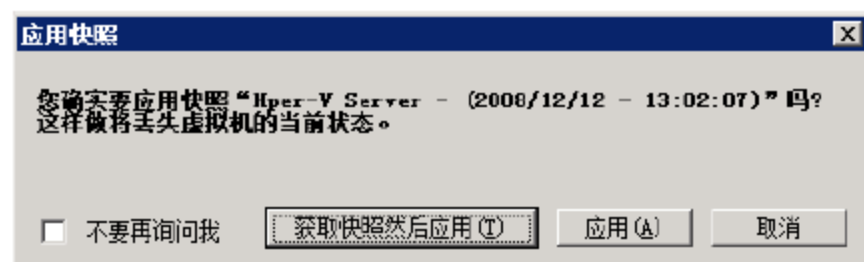 应用快照
您确实要应用快照“Hper-V Server - (2008/12/12 - 13:02:07)”吗?
这样做将丢失虚拟机的当前状态。
不要再询问我 获取快照然后应用(T) 应用(A) 取消